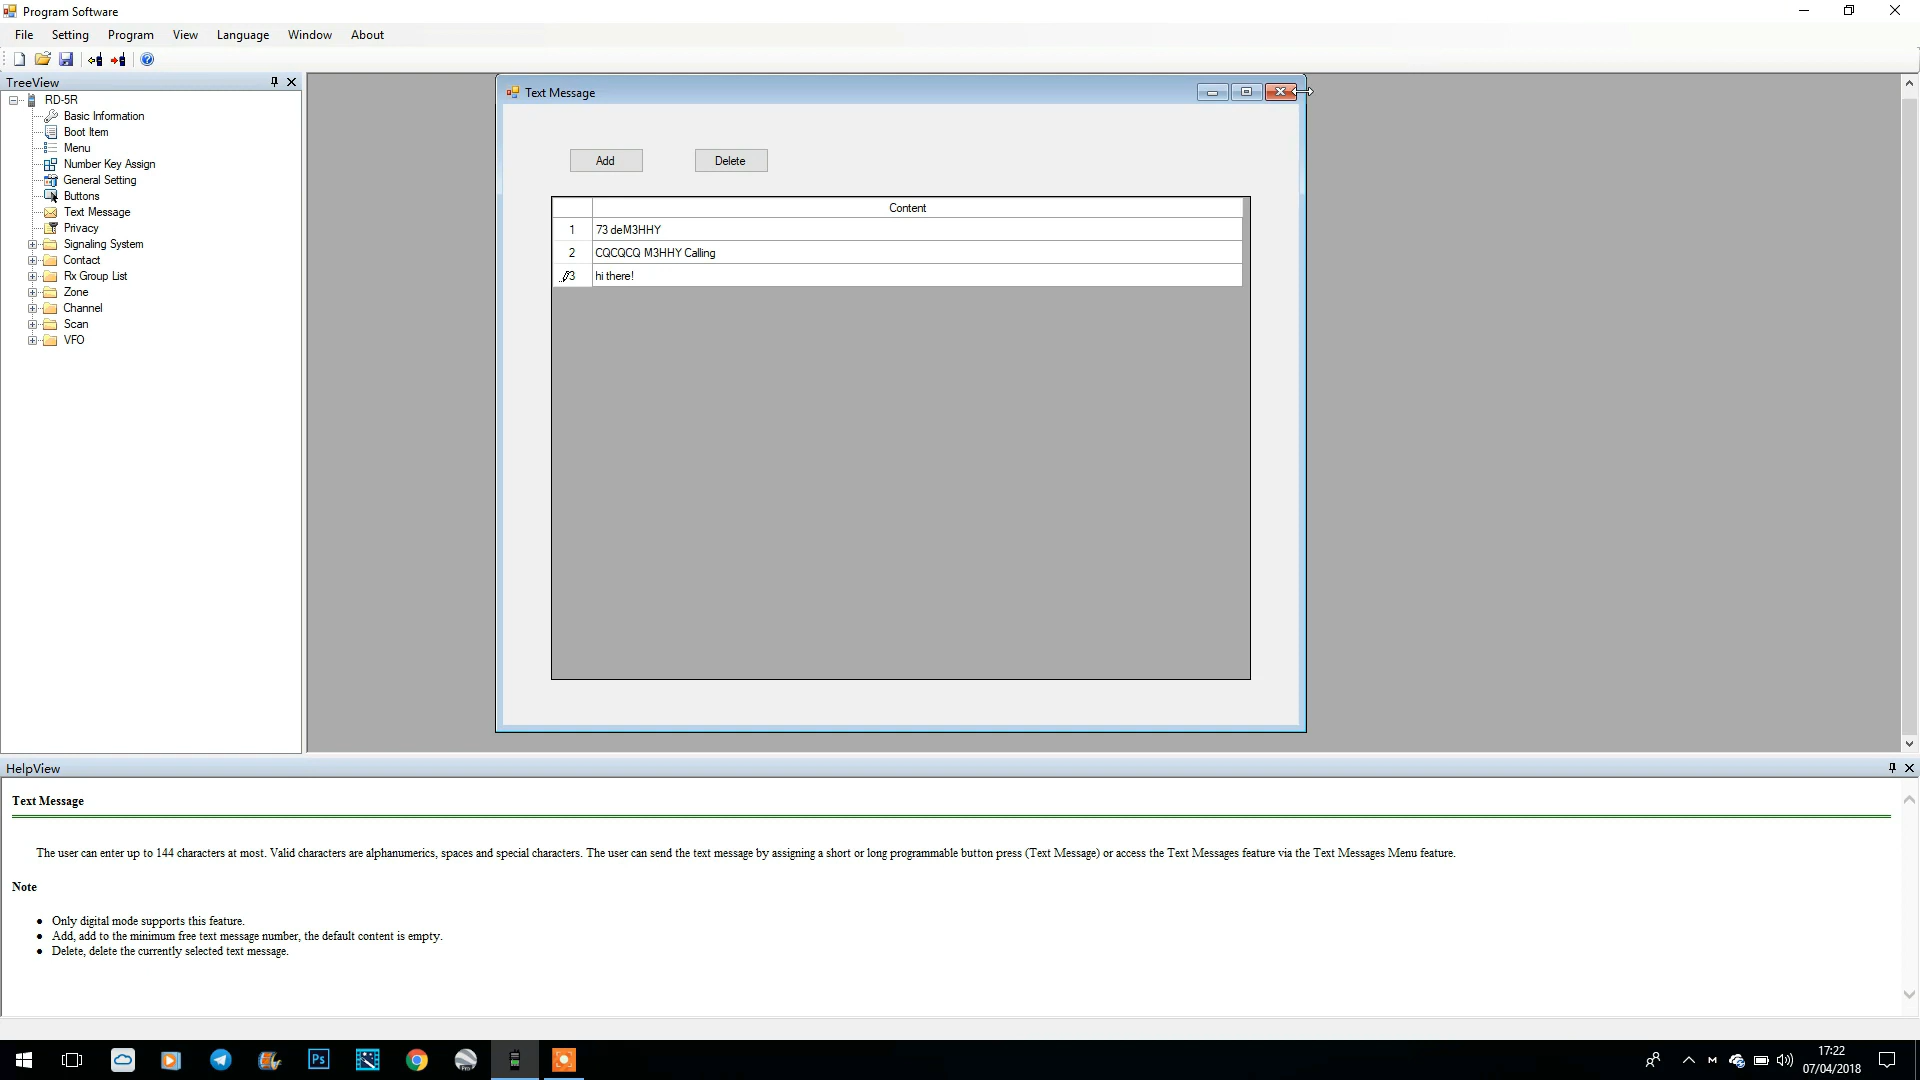 Program Software
File Setting Program View Language Window About
TreeView
RD-5R
Basic Information
Boot Item
Menu
Number Key Assign
General Setting
Buttons
Text Message
Privacy
Signaling System
Contact
Rx Group List
Zone
Channel
Scan
VFO
Text Message
Add Delete
Content
1 73 deM3HHY
2 CQCQCQ M3HHY Calling
3 hi there!
HelpView
Text Message
The user can enter up to 144 characters at most. Valid characters are alphanumerics, spaces and special characters. The user can send the text message by assigning a short or long programmable button press (Text Message) or access the Text Messages feature via the Text Messages Menu feature.
Note
Only digital mode supports this feature.
Add, add to the minimum free text message number, the default content is empty.
Delete, delete the currently selected text message.
Ps
17:22
07/04/2018